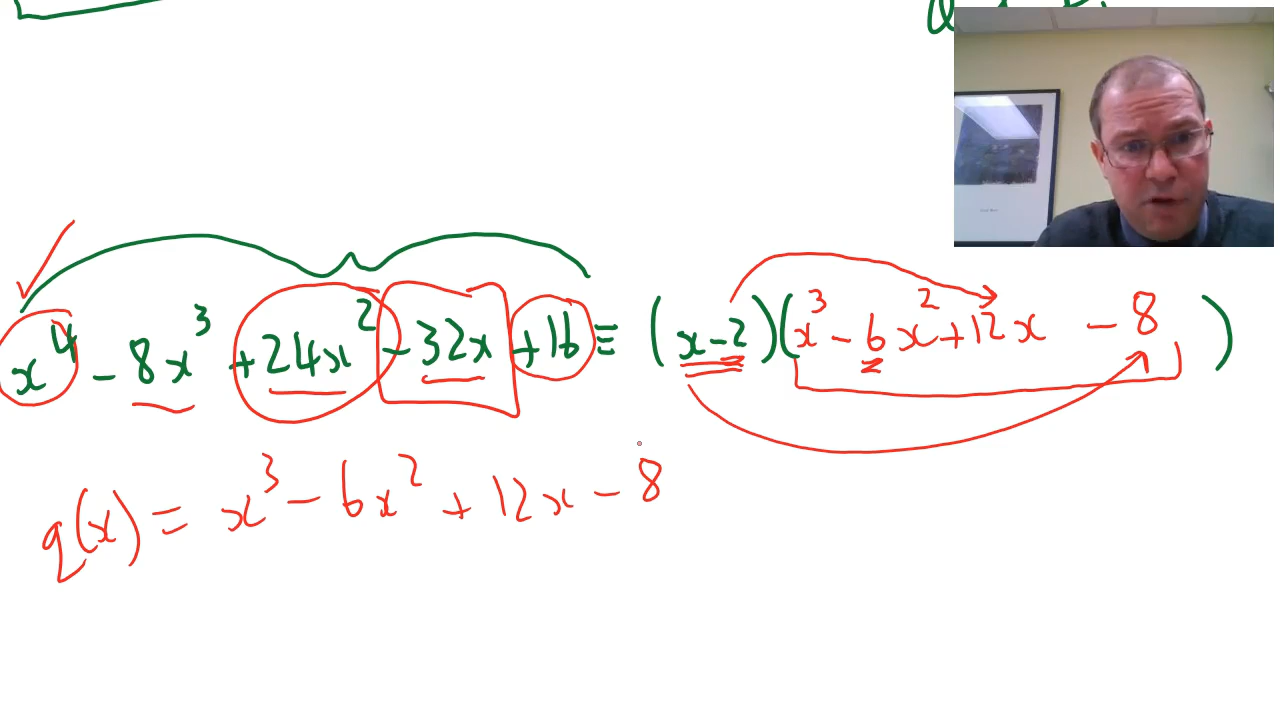 x⁴ - 8x³ + 24x² - 32x + 16 ≡ (x-2)(x³ - 6x² + 12x - 8)
q(x) = x³ - 6x² + 12x - 8